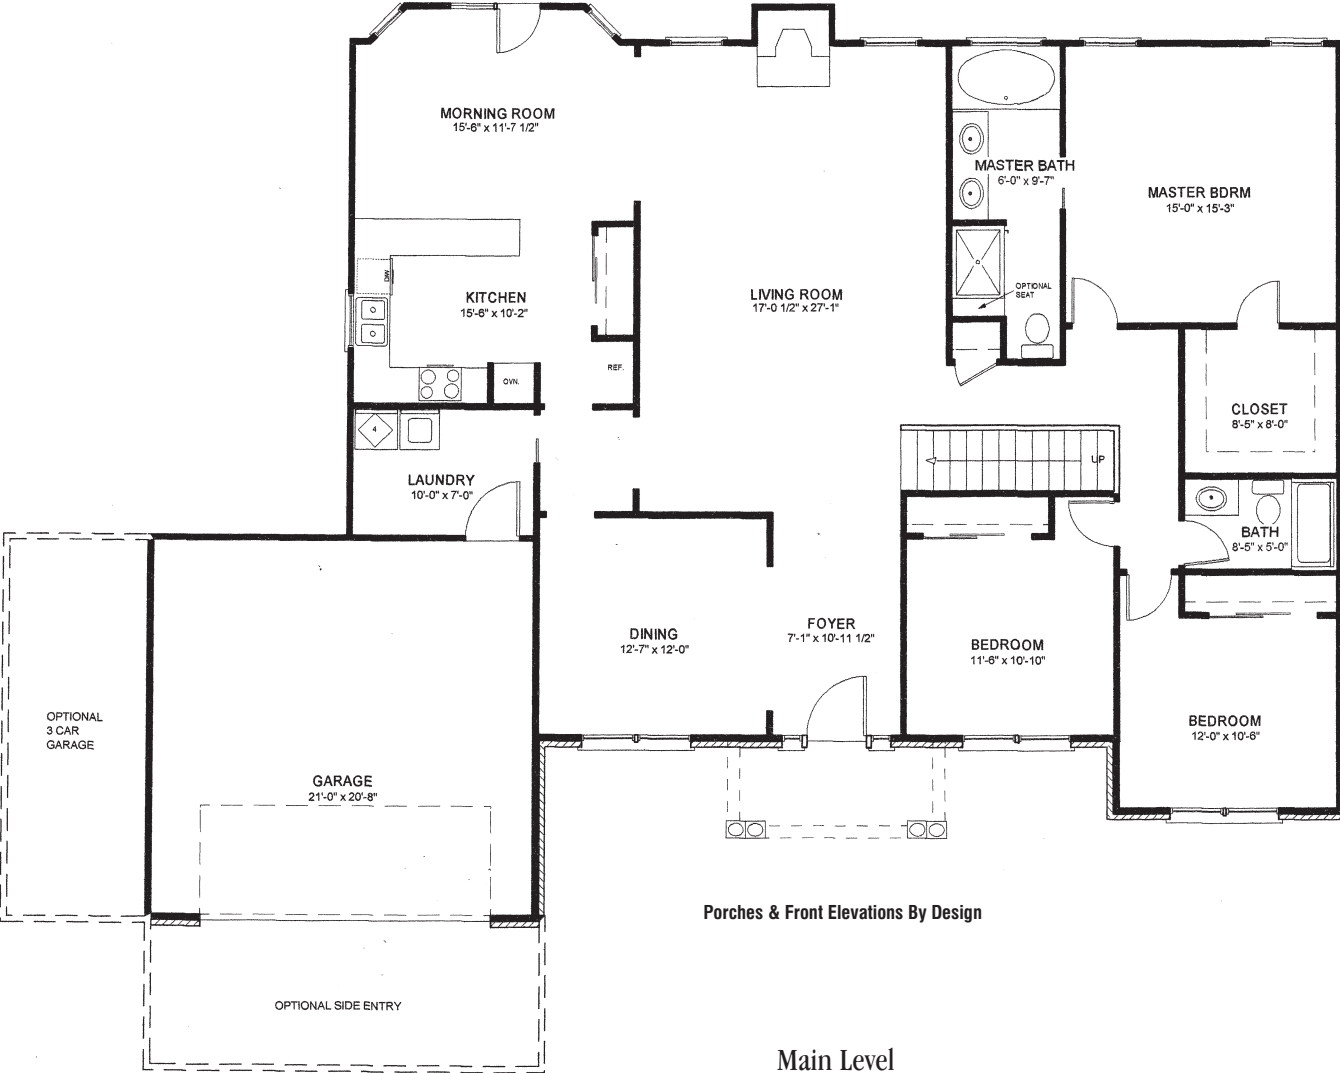 MORNING ROOM
15'-6" x 11'-7 1/2"
MASTER BATH
6'-0" x 9'-7"
MASTER BDRM
15'-0" x 15'-3"
DW
KITCHEN
15'-6" x 10'-2"
LIVING ROOM
17'-0 1/2" x 27'-1"
OPTIONAL
SEAT
REF.
OVN.
CLOSET
8'-5" x 8'-0"
4
UP
LAUNDRY
10'-0" x 7'-0"
BATH
8'-5" x 5'-0"
FOYER
7'-1" x 10'-11 1/2"
DINING
12'-7" x 12'-0"
BEDROOM
11'-6" x 10'-10"
OPTIONAL
3 CAR
GARAGE
BEDROOM
12'-0" x 10'-6"
GARAGE
21'-0" x 20'-8"
Porches & Front Elevations By Design
OPTIONAL SIDE ENTRY
Main Level